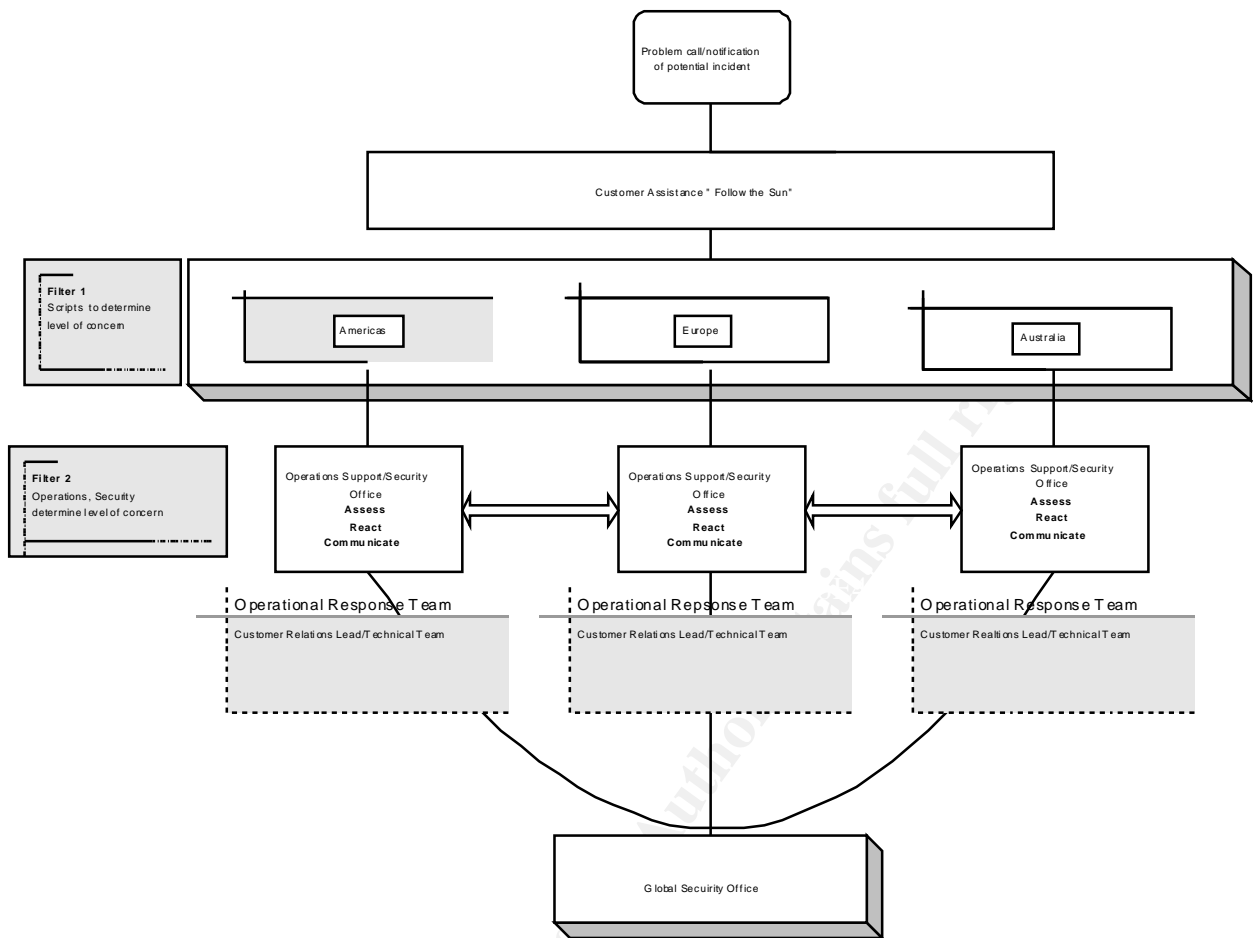 Problem call/notification
of potential incident
Customer Assistance " Follow the Sun"
Filter 1
Scripts to determine
level of concern
Americas
Europe
Australia
Filter 2
Operations, Security
determine level of concern
Operations Support/Security
Office
Assess
React
Communicate
Operations Support/Security
Office
Assess
React
Communicate
Operations Support/Security
Office
Assess
React
Communicate
Operational Response Team
Customer Relations Lead/Technical Team
Operational Repsonse Team
Customer Relations Lead/Technical Team
Operational Response Team
Customer Realtions Lead/Technical Team
Global Secuirity Office